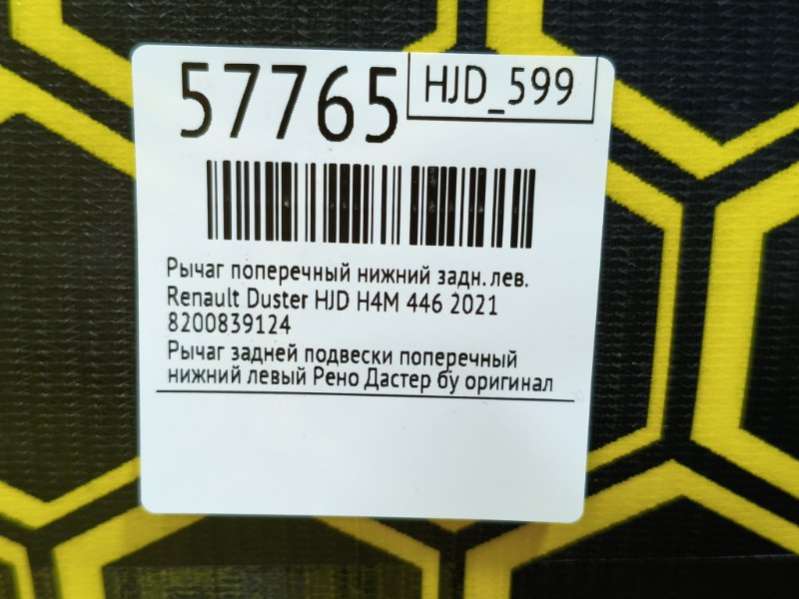 57765
HJD_599
Рычаг поперечный нижний задн. лев.
Renault Duster HJD H4M 446 2021
8200839124
Рычаг задней подвески поперечный
нижний левый Рено Дастер бу оригинал